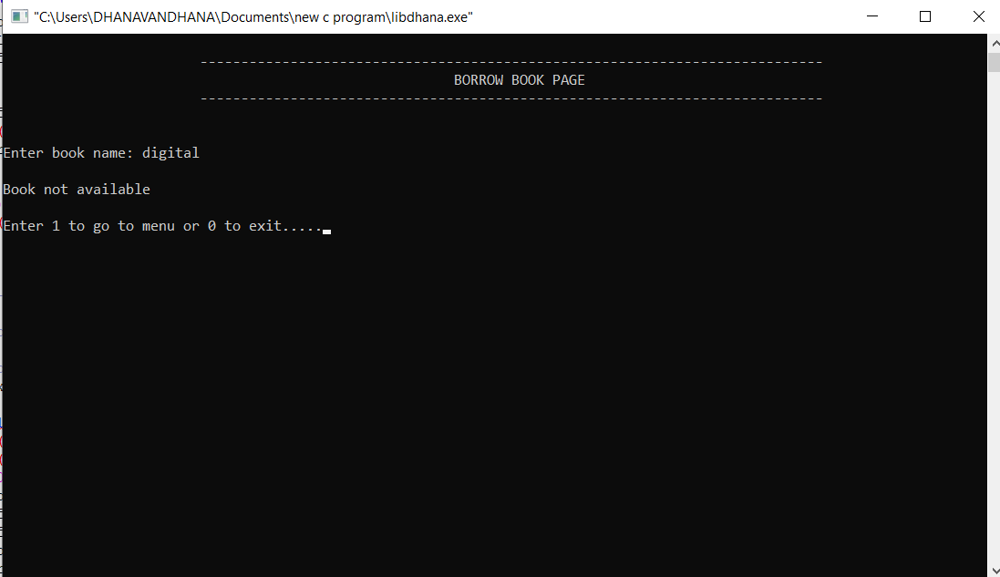 "C:\Users\DHANAVANDHANA\Documents\new c program\libdhana.exe"
----------------------------------------------------------------------------
BORROW BOOK PAGE
----------------------------------------------------------------------------
Enter book name: digital
Book not available
Enter 1 to go to menu or 0 to exit.....